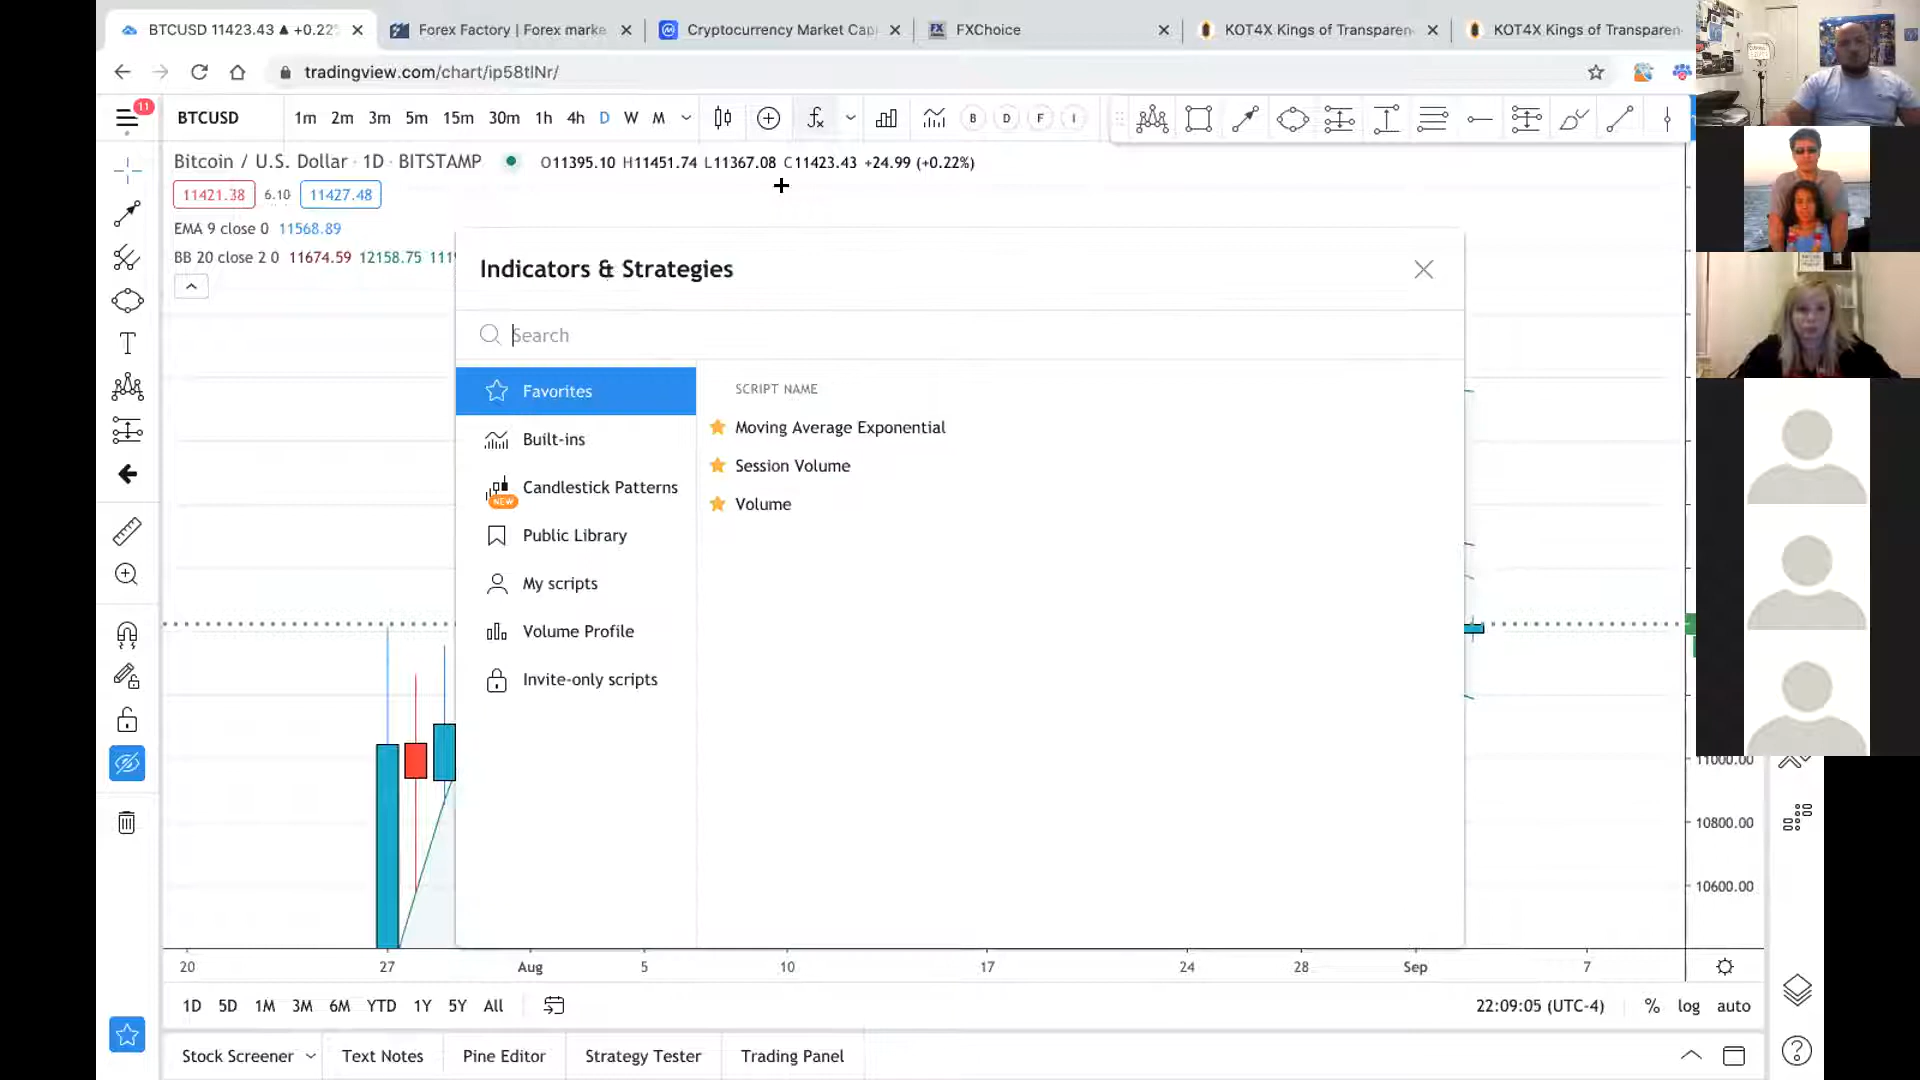 BTCUSD 11423.43 ▲ +0.22%
Forex Factory | Forex marke
Cryptocurrency Market Cap
FXChoice
KOT4X Kings of Transparen
KOT4X Kings of Transparen
tradingview.com/chart/ip58tlNr/
11
BTCUSD 1m 2m 3m 5m 15m 30m 1h 4h D W M B D F I
Bitcoin / U.S. Dollar · 1D · BITSTAMP O11395.10 H11451.74 L11367.08 C11423.43 +24.99 (+0.22%)
11421.38 6.10 11427.48
EMA 9 close 0 11568.89
BB 20 close 2 0 11674.59 12158.75 111
Indicators & Strategies
Search
Favorites
Built-ins
Candlestick Patterns
NEW
Public Library
My scripts
Volume Profile
Invite-only scripts
SCRIPT NAME
Moving Average Exponential
Session Volume
Volume
T
11000.00
10800.00
10600.00
20 27 Aug 5 10 17 24 28 Sep 7
1D 5D 1M 3M 6M YTD 1Y 5Y All 22:09:05 (UTC-4) % log auto
Stock Screener Text Notes Pine Editor Strategy Tester Trading Panel